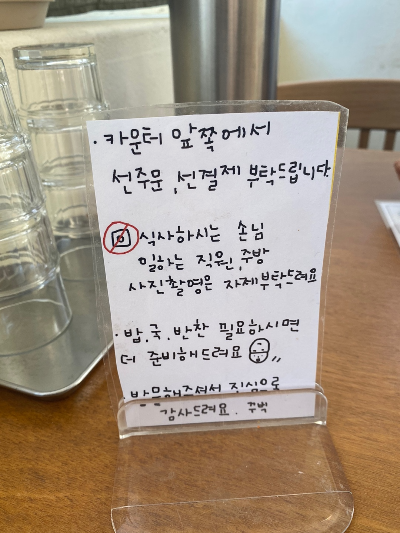 · 카운터 앞쪽에서
선주문, 선결제 부탁드립니다
식사하시는 손님
일하는 직원, 주방
사진촬영은 자제부탁드려요
· 밥, 국, 반찬 필요하시면
더 준비해드려요
방문해주셔서 진심으로
감사드려요. 꾸벅